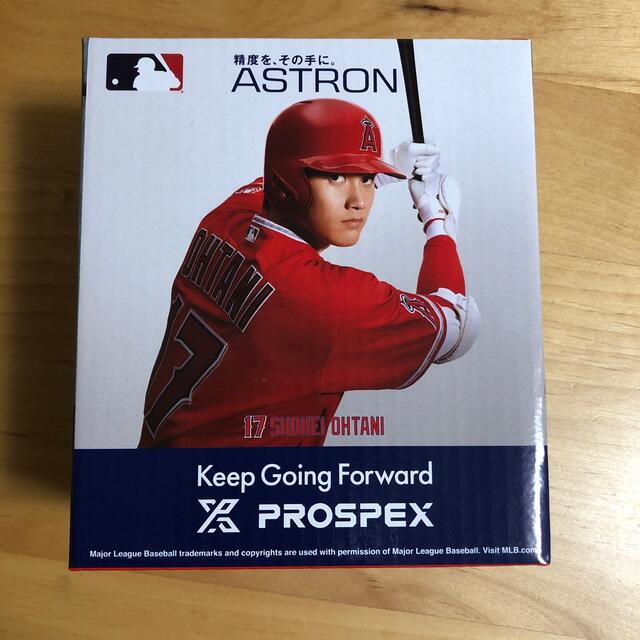 精度を、その手に。
ASTRON
A
OHTANI
17
A
17 SHOHEI OHTANI
Keep Going Forward
PROSPEX
Major League Baseball trademarks and copyrights are used with permission of Major League Baseball. Visit MLB.com